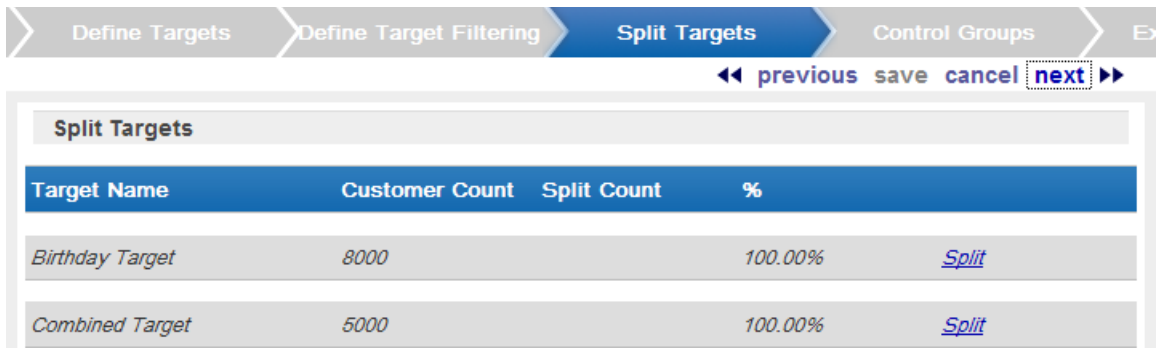 Define Targets Define Target Filtering Split Targets Control Groups Ex
previous save cancel next
Split Targets
Target Name Customer Count Split Count %
Birthday Target 8000 100.00% Split
Combined Target 5000 100.00% Split